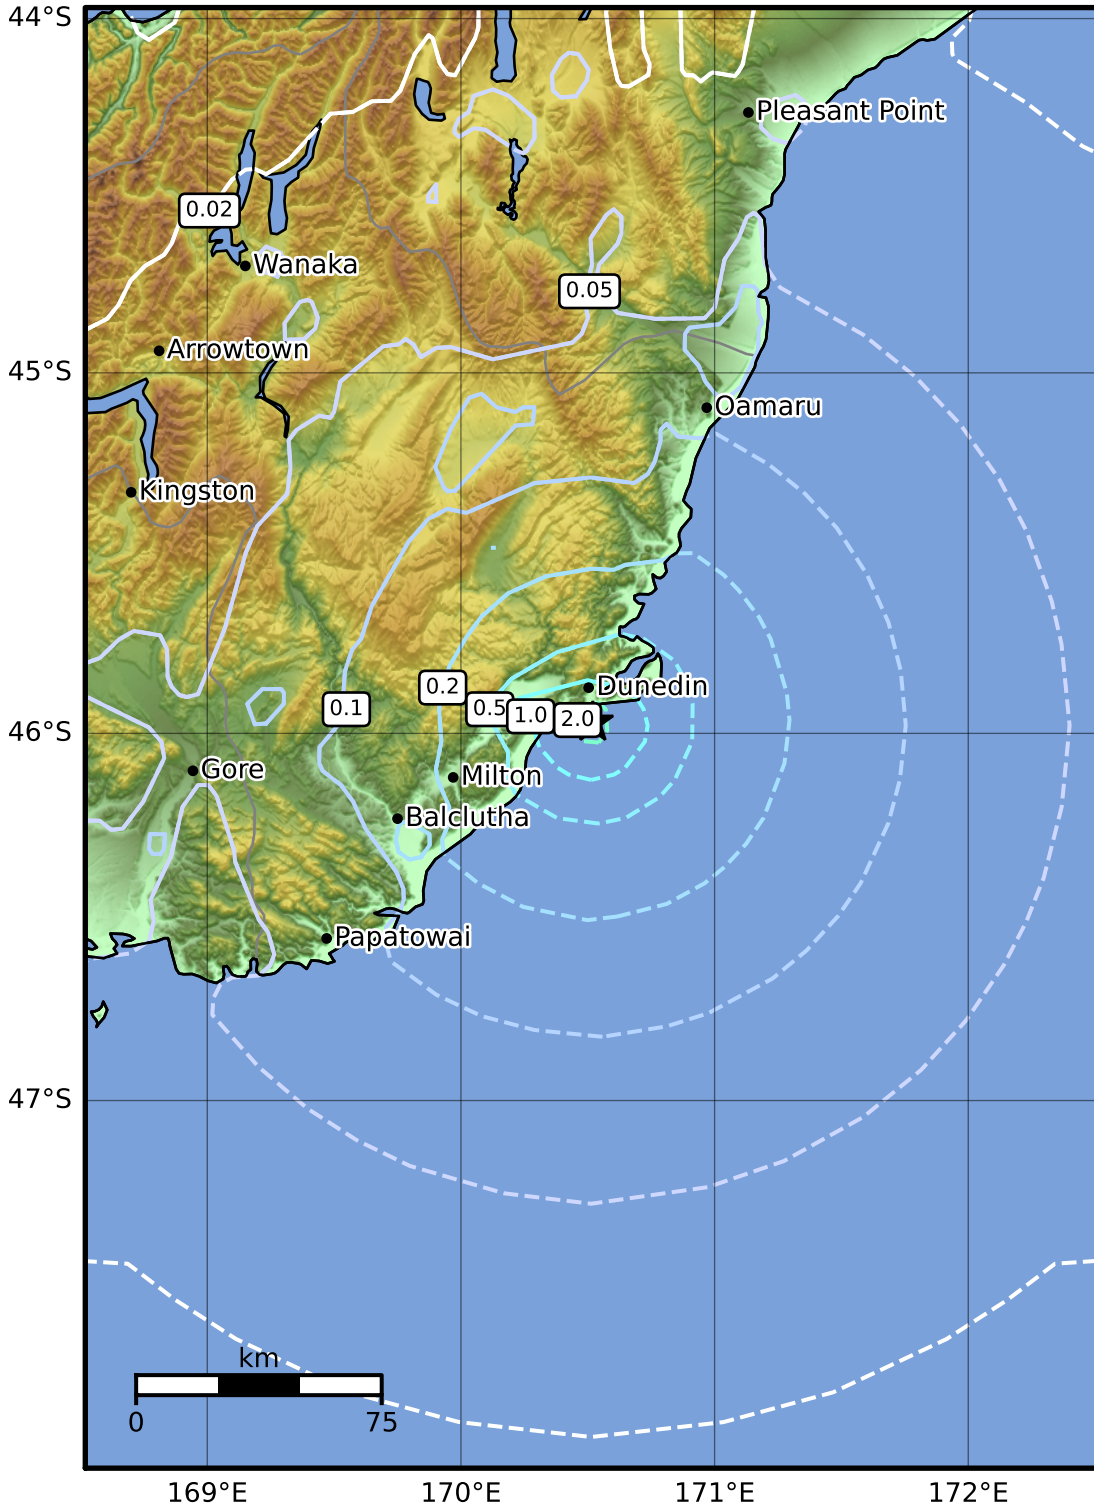 44°S
Pleasant Point
0.02
Wanaka
0.05
Arrowtown
45°S
Oamaru
Kingston
0.2
Dunedin
0.1
0.5
1.0
2.0
46°S
Gore
Milton
Balclutha
Papatowai
47°S
km
0
75
169°E
170°E
171°E
172°E